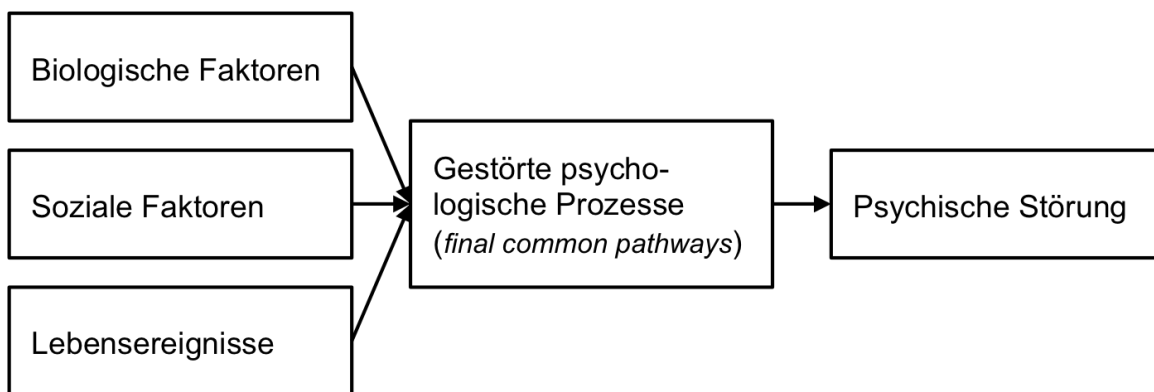 Biologische Faktoren
Soziale Faktoren
Lebensereignisse
Gestörte psycho-
logische Prozesse
(final common pathways)
Psychische Störung